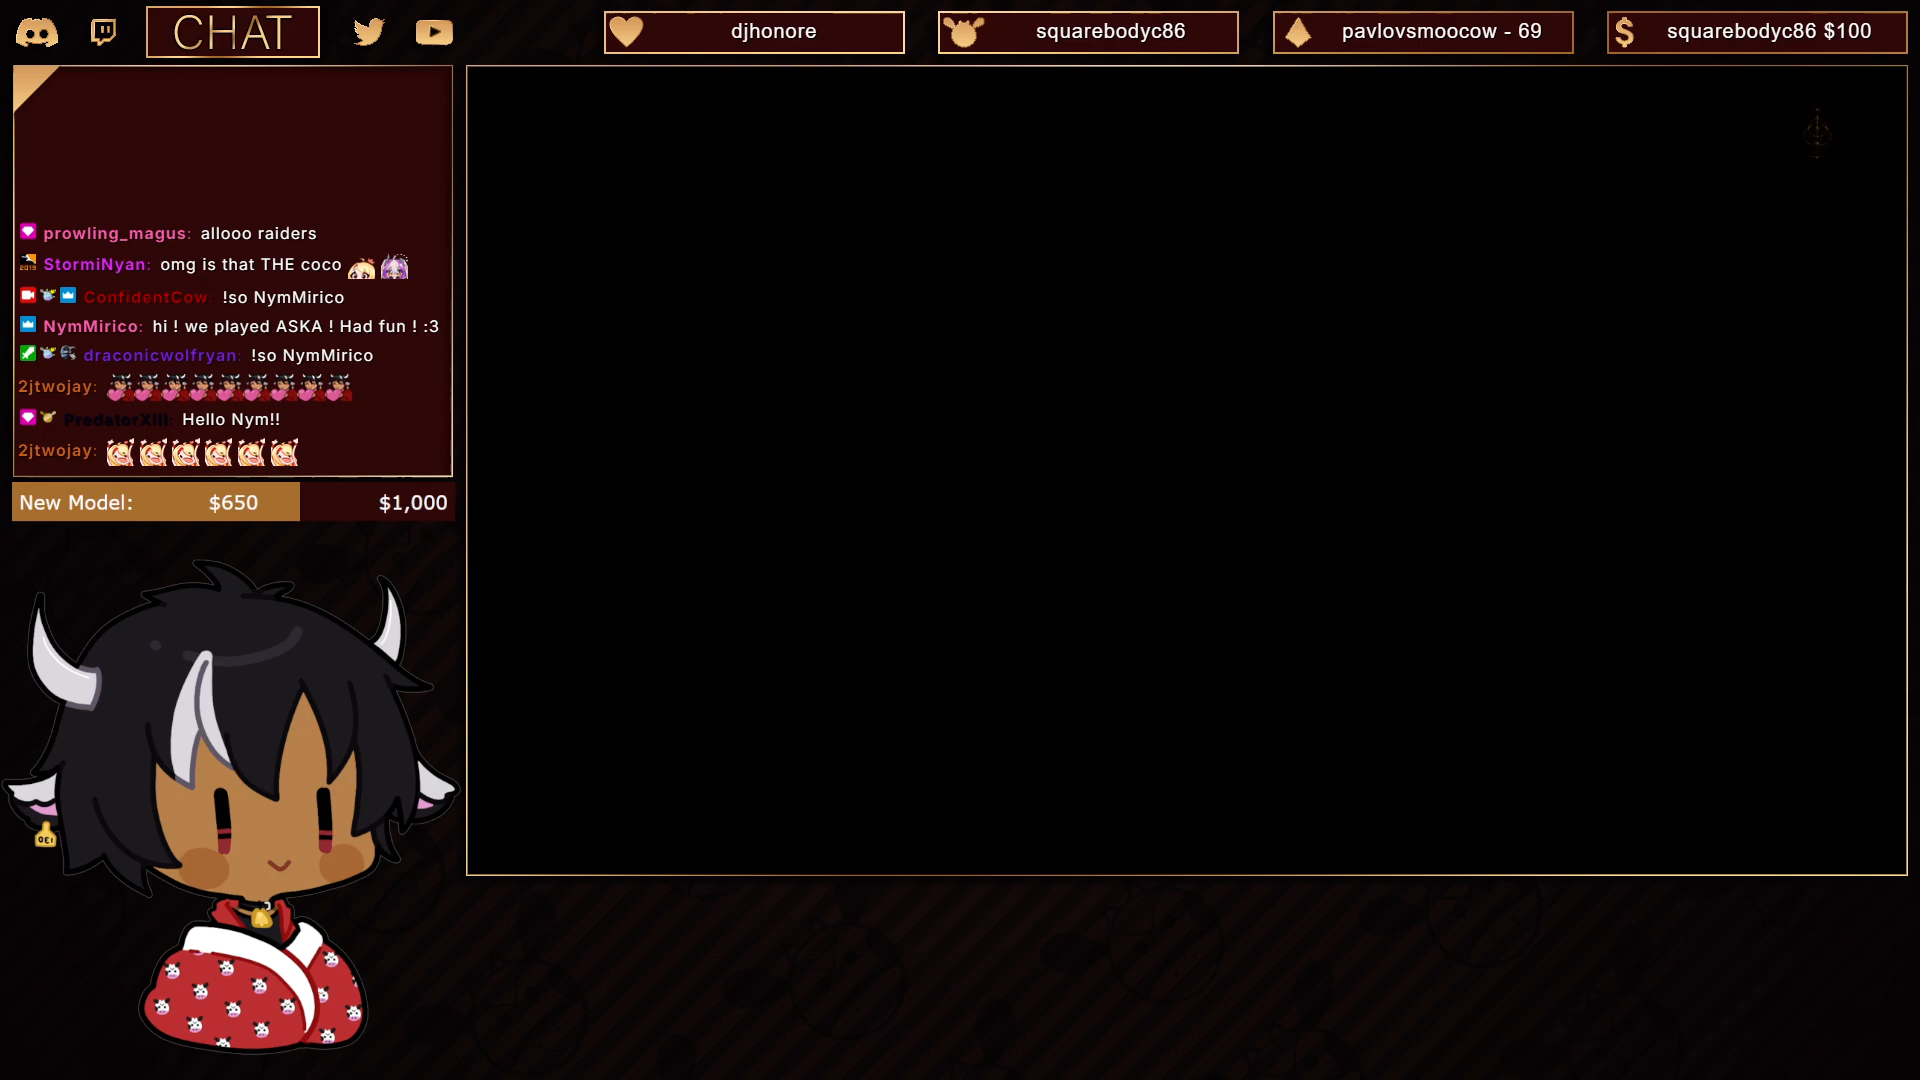 CHAT
djhonore
squarebodyc86
pavlovsmoocow - 69
squarebodyc86 $100
prowling_magus: allooo raiders
StormiNyan: omg is that THE coco
ConfidentCow: !so NymMirico
NymMirico: hi ! we played ASKA ! Had fun ! :3
draconicwolfryan: !so NymMirico
2jtwojay:
PredatorXIII: Hello Nym!!
2jtwojay:
New Model: $650 $1,000